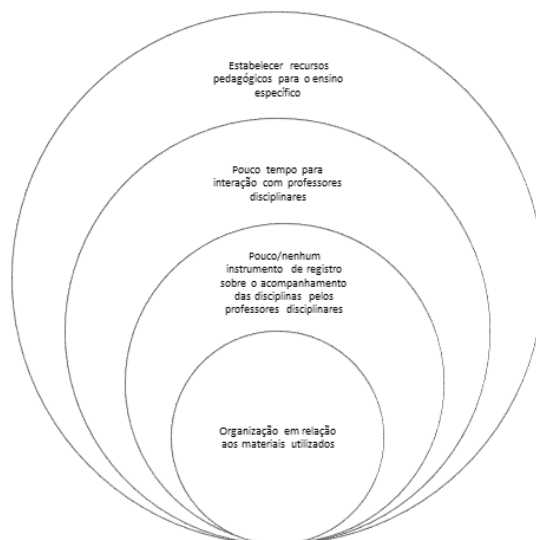 Estabelecer recursos
pedagógicos para o ensino
específico
Pouco tempo para
interação com professores
disciplinares
Pouco/nenhum
instrumento de registro
sobre o acompanhamento
das disciplinas pelos
professores disciplinares
Organização em relação
aos materiais utilizados